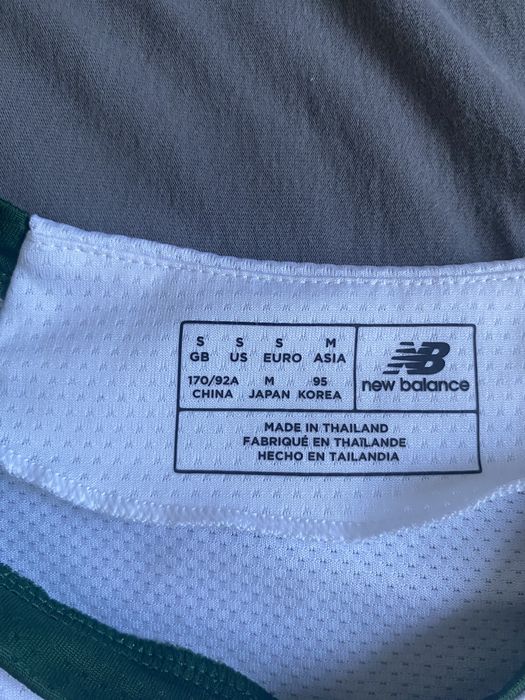 S S S M
GB US EURO ASIA
170/92A M 95
CHINA JAPAN KOREA
NB
new balance
MADE IN THAILAND
FABRIQUÉ EN THAÏLANDE
HECHO EN TAILANDIA